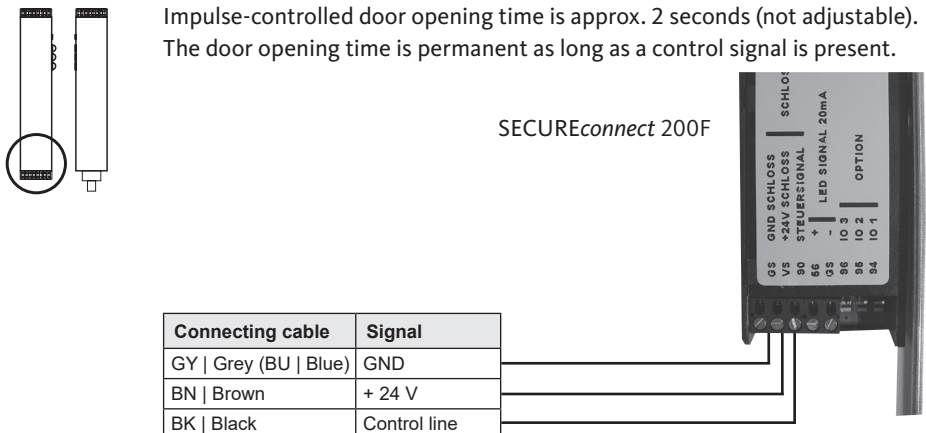 Impulse-controlled door opening time is approx. 2 seconds (not adjustable).
The door opening time is permanent as long as a control signal is present.
SECUREconnect 200F
GND SCHLOSS
+24V SCHLOSS
STEUERSIGNAL
+ LED SIGNAL 20mA
-
IO 3
IO 2 OPTION
IO 1
GS
VS
90
56
GS
96
95
94
Connecting cable Signal
GY | Grey (BU | Blue) GND
BN | Brown + 24 V
BK | Black Control line